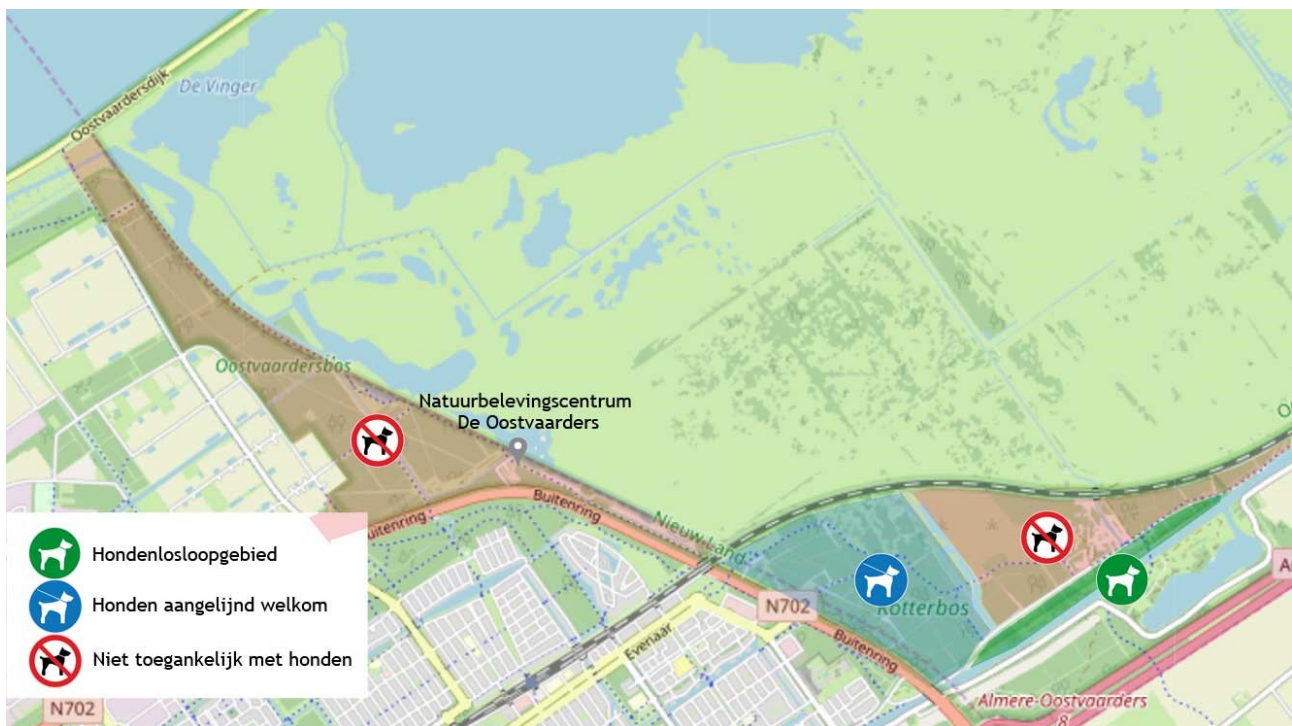 Oostvaardersdijk
De Vinger
Oostvaardersbos
Natuurbelevingscentrum
De Oostvaarders
Buitenring
uitenring
Buitenring
Nieuw Land
N702
Kotterbos
Evenaar
Buitenring
Almere-Oostvaarders
8
Hondenlosloopgebied
Honden aangelijnd welkom
Niet toegankelijk met honden
N702